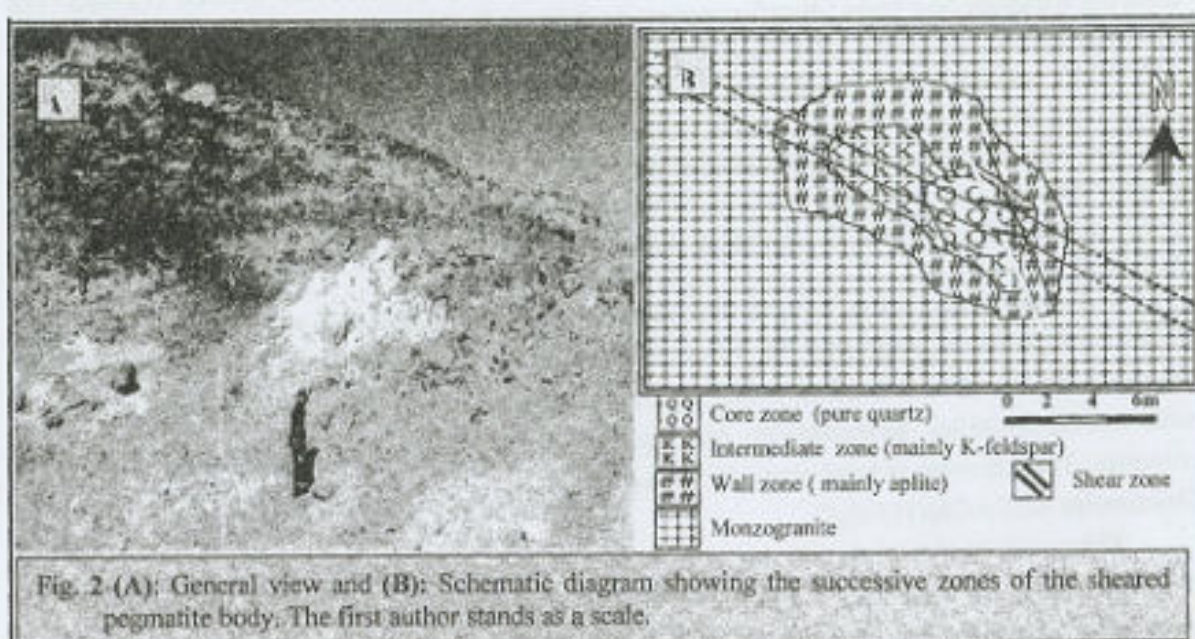 A
B
N
0 2 4 6m
Core zone (pure quartz)
Intermediate zone (mainly K-feldspar)
Wall zone ( mainly aplite)
Shear zone
Monzogranite
Fig. 2 (A): General view and (B): Schematic diagram showing the successive zones of the sheared
pegmatite body. The first author stands as a scale.